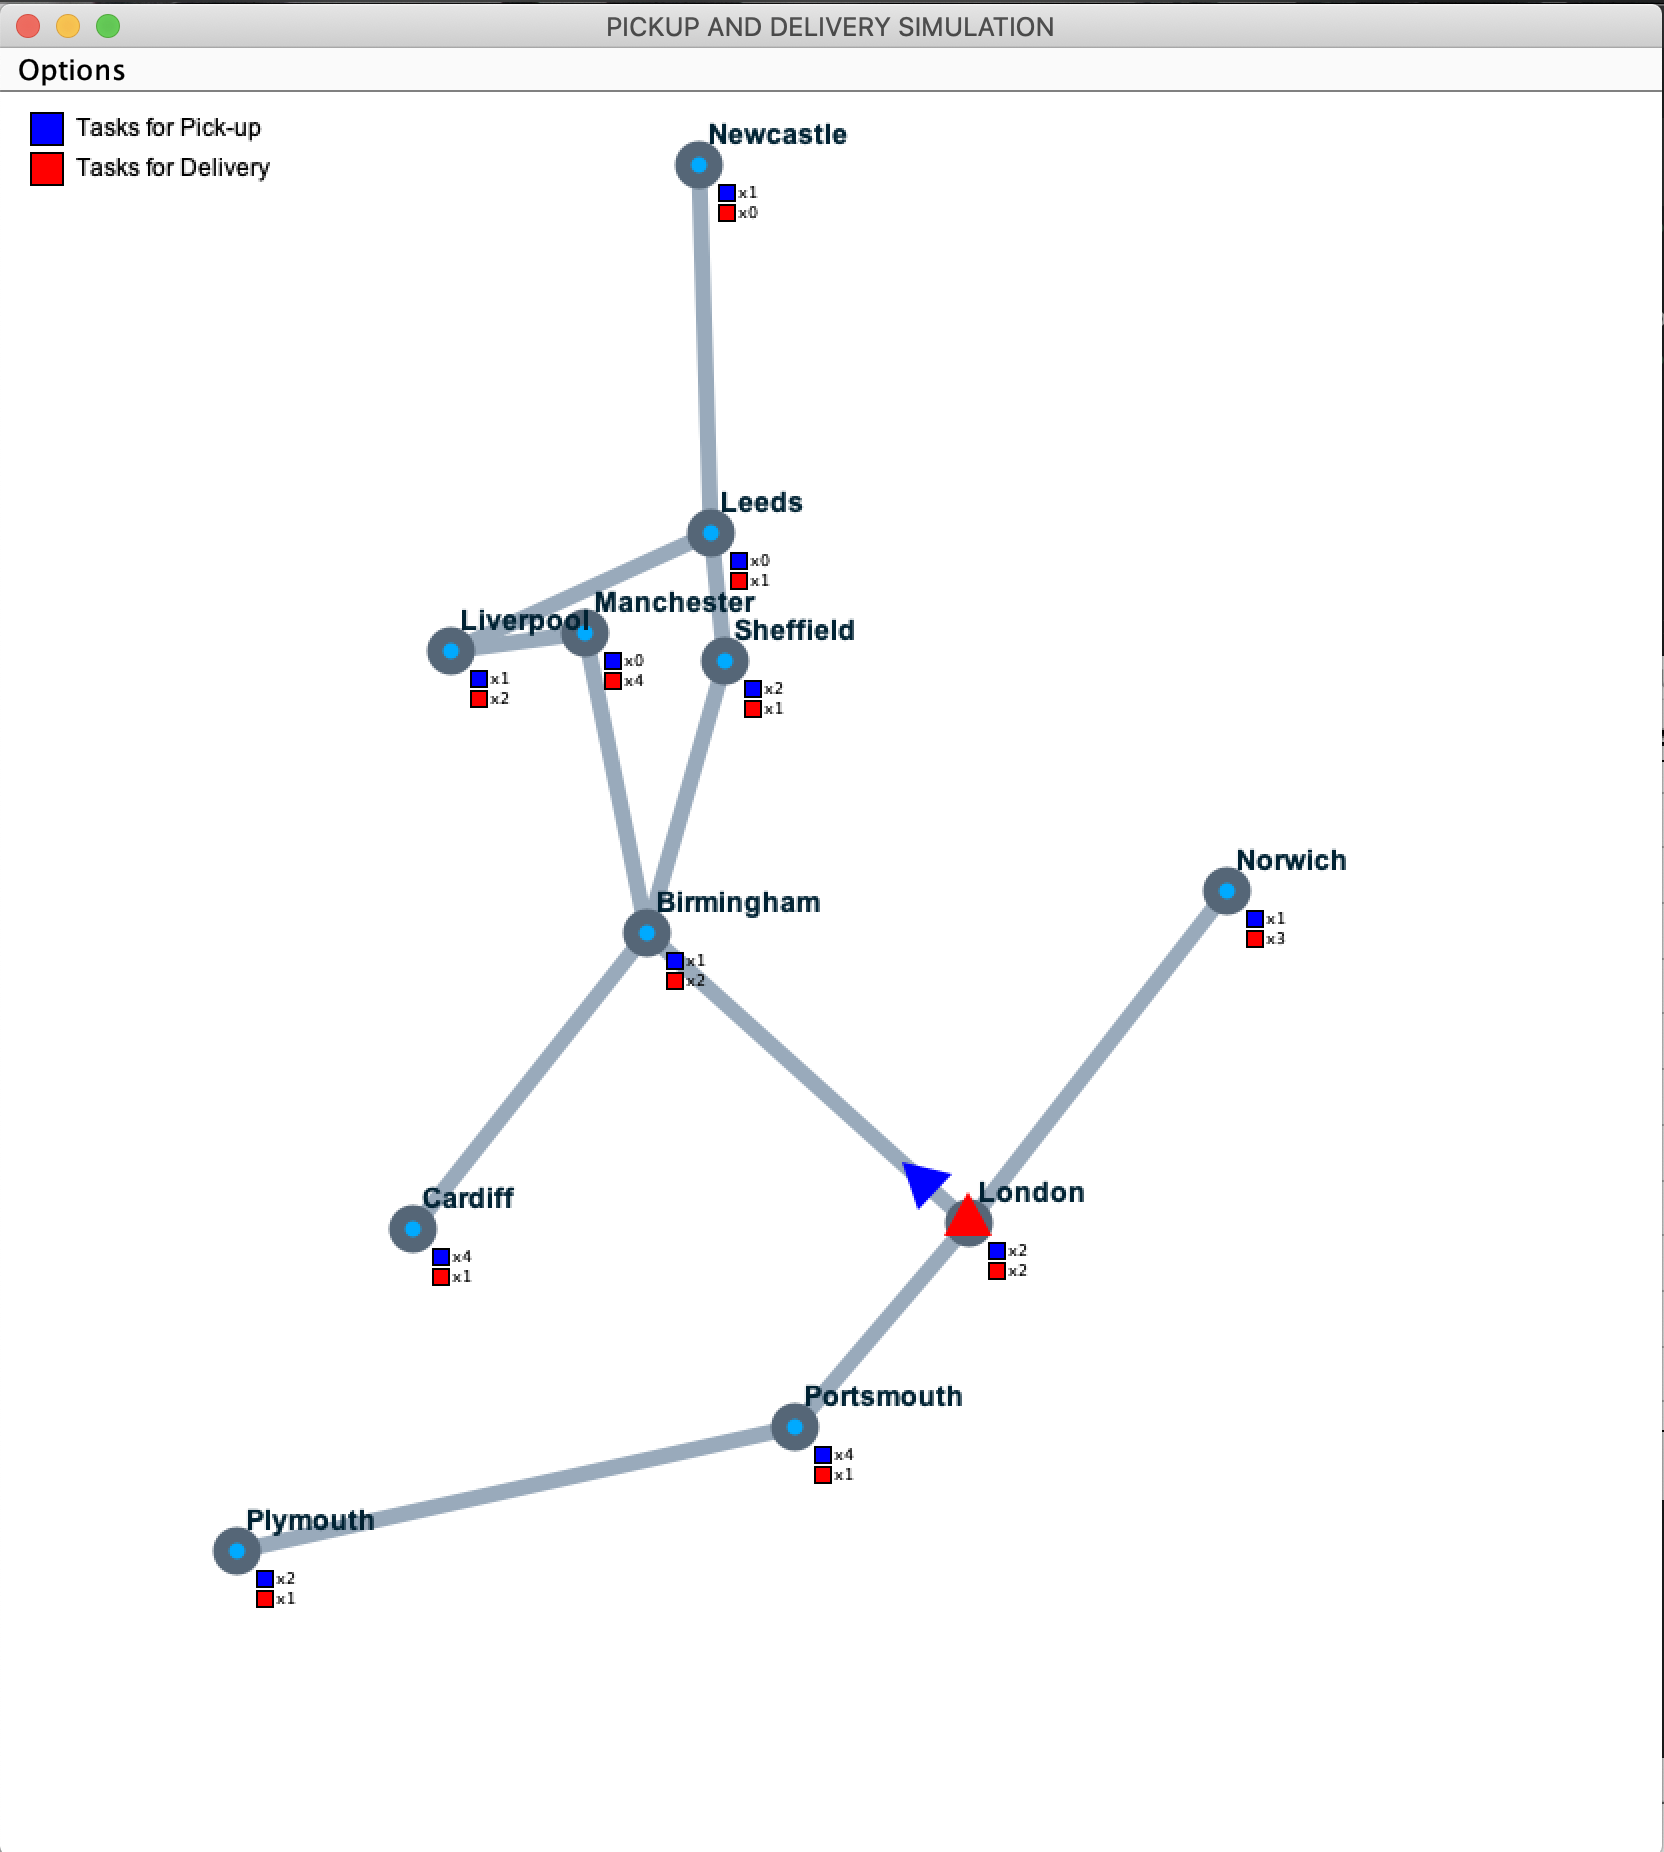 PICKUP AND DELIVERY SIMULATION
Options
Tasks for Pick-up
Tasks for Delivery
Newcastle
x1
x0
Leeds
x0
x1
Manchester
x0
x4
Liverpool
x1
x2
Sheffield
x2
x1
Norwich
x1
x3
Birmingham
x1
x2
London
x2
x2
Cardiff
x4
x1
Portsmouth
x4
x1
Plymouth
x2
x1